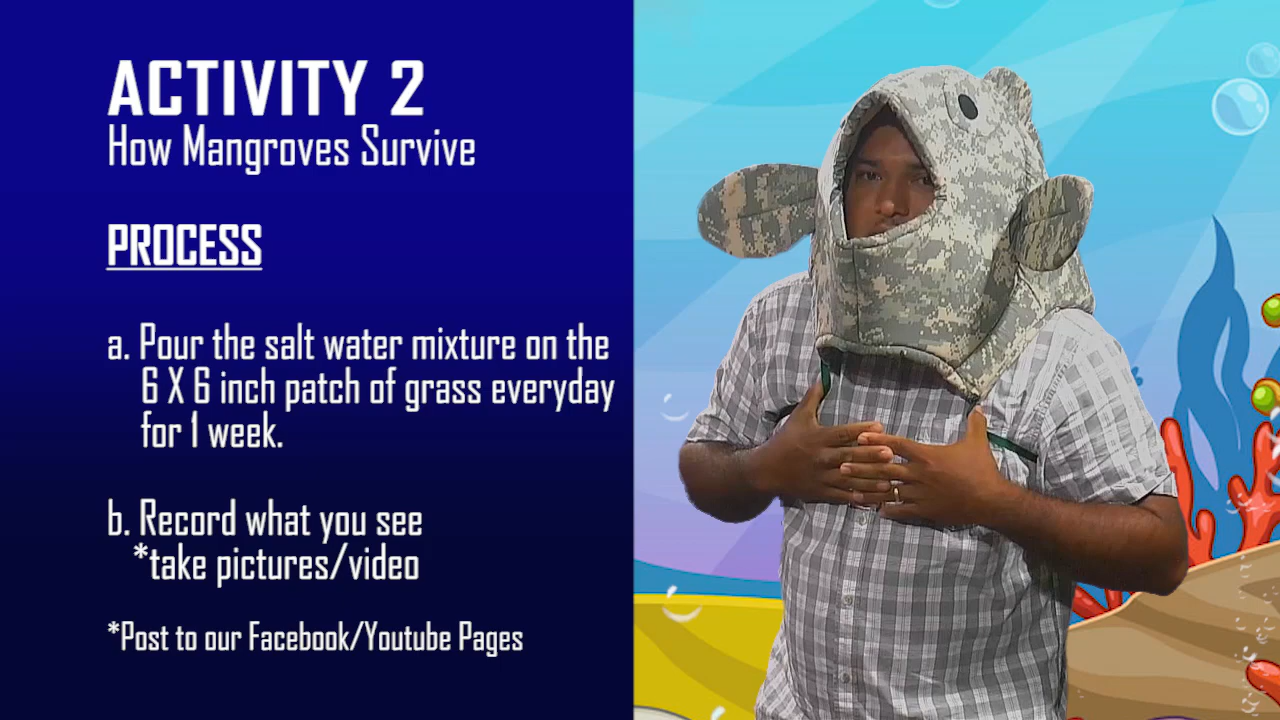 ACTIVITY 2
How Mangroves Survive
PROCESS
a. Pour the salt water mixture on the
6 X 6 inch patch of grass everyday
for 1 week.
b. Record what you see
*take pictures/video
*Post to our Facebook/Youtube Pages